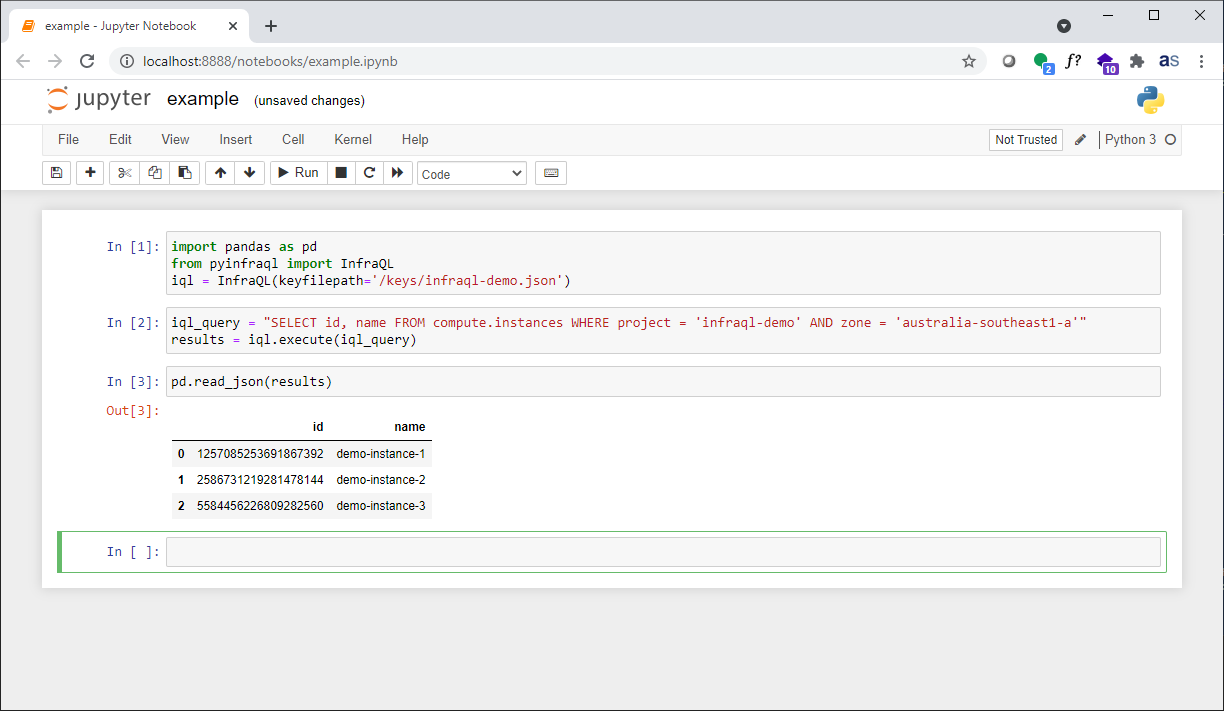 example - Jupyter Notebook
localhost:8888/notebooks/example.ipynb
2
f?
10
as
jupyter example (unsaved changes)
File Edit View Insert Cell Kernel Help
Not Trusted
Python 3
Run
Code
In [1]:
import pandas as pd
from pyinfraql import InfraQL
iql = InfraQL(keyfilepath='/keys/infraql-demo.json')
In [2]:
iql_query = "SELECT id, name FROM compute.instances WHERE project = 'infraql-demo' AND zone = 'australia-southeast1-a'"
results = iql.execute(iql_query)
In [3]:
pd.read_json(results)
Out[3]:
id name
0 1257085253691867392 demo-instance-1
1 2586731219281478144 demo-instance-2
2 5584456226809282560 demo-instance-3
In [ ]: